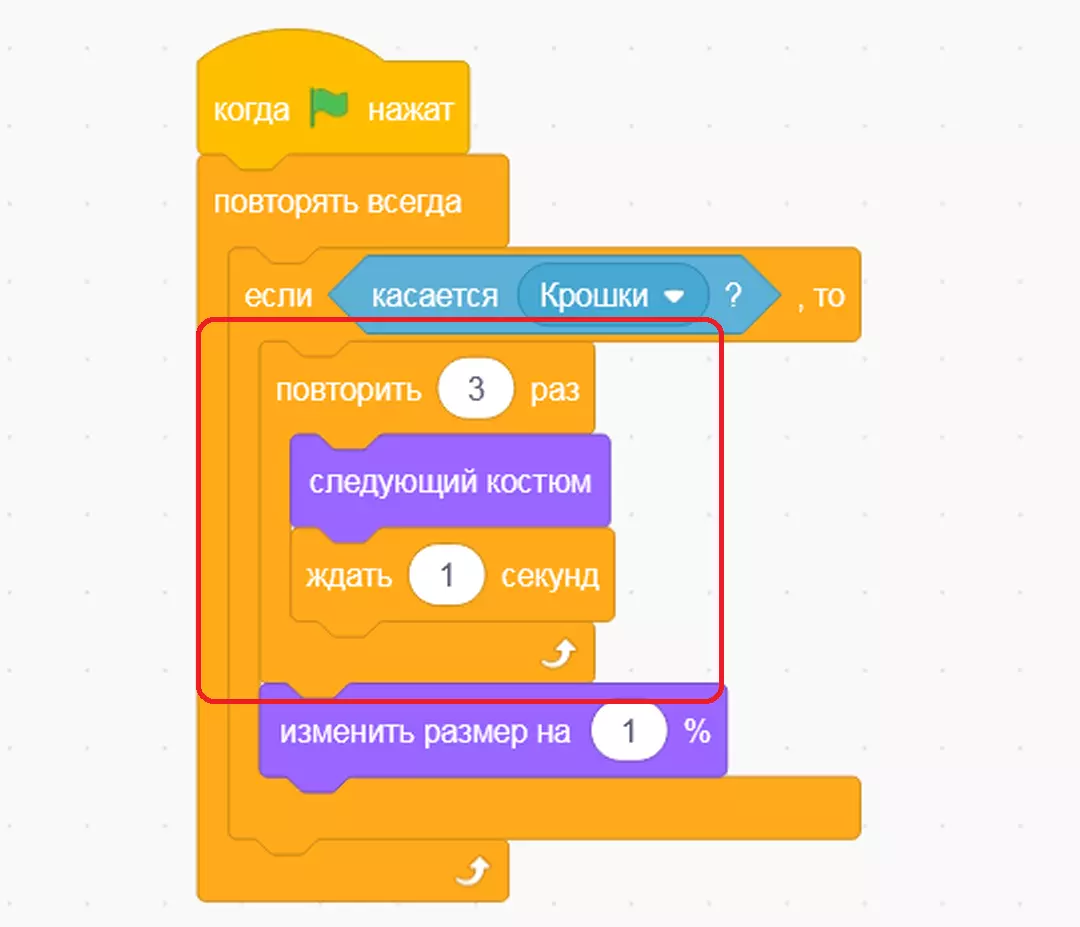 когда нажат
повторять всегда
если касается Крошки ? , то
повторить 3 раз
следующий костюм
ждать 1 секунд
изменить размер на 1 %